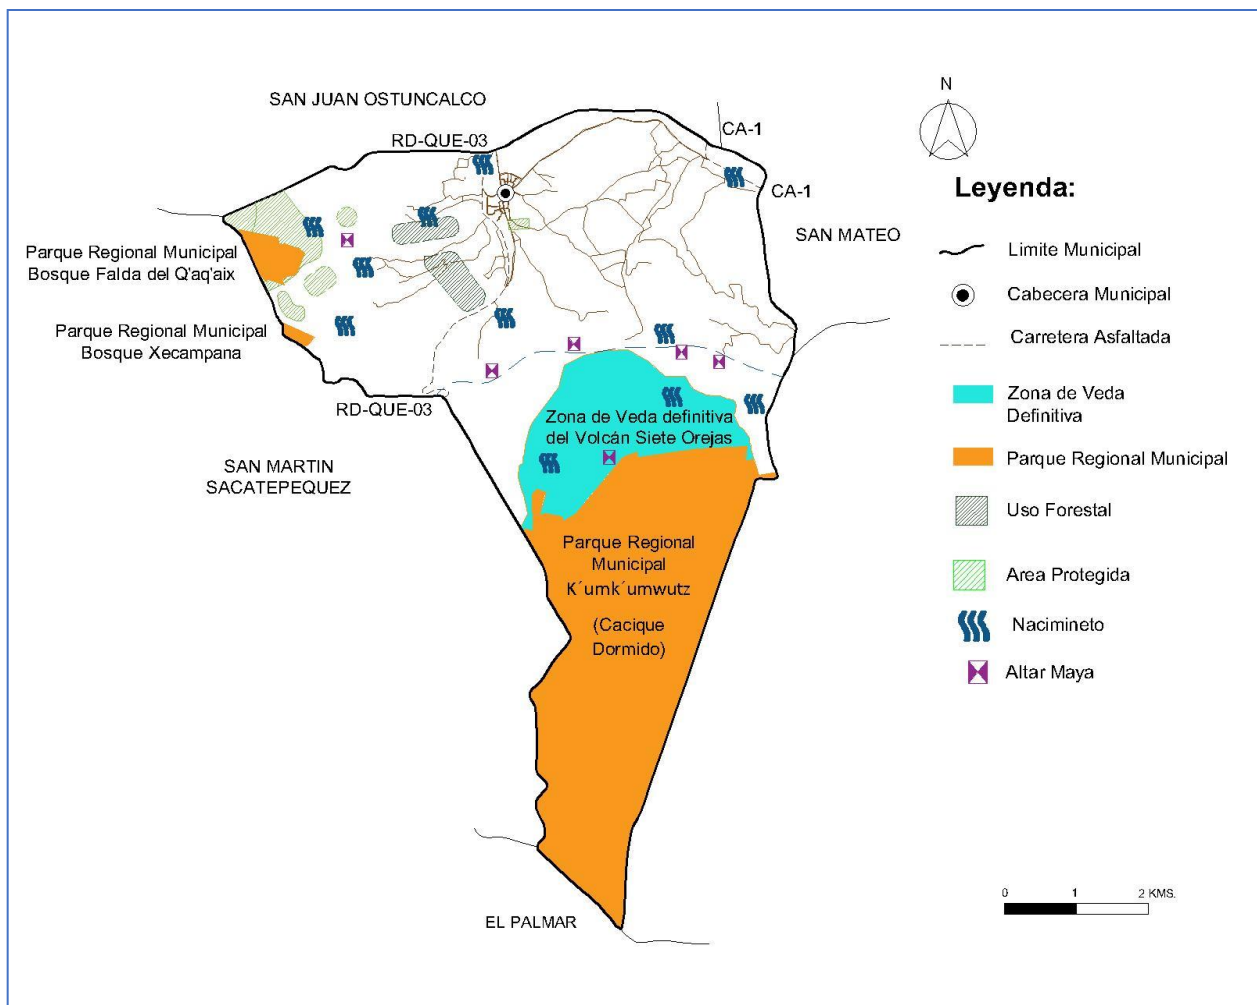 SAN JUAN OSTUNCALCO
N
CA-1
RD-QUE-03
CA-1
Leyenda:
SAN MATEO
Limite Municipal
Parque Regional Municipal
Bosque Falda del Q'aq'aix
Cabecera Municipal
Parque Regional Municipal
Bosque Xecampana
Carretera Asfaltada
RD-QUE-03
Zona de Veda
Definitiva
Zona de Veda definitiva
del Volcán Siete Orejas
Parque Regional Municipal
SAN MARTIN
SACATEPEQUEZ
Uso Forestal
Parque Regional
Municipal
K´umk´umwutz
(Cacique
Dormido)
Area Protegida
Nacimineto
Altar Maya
0 1 2 KMS.
EL PALMAR